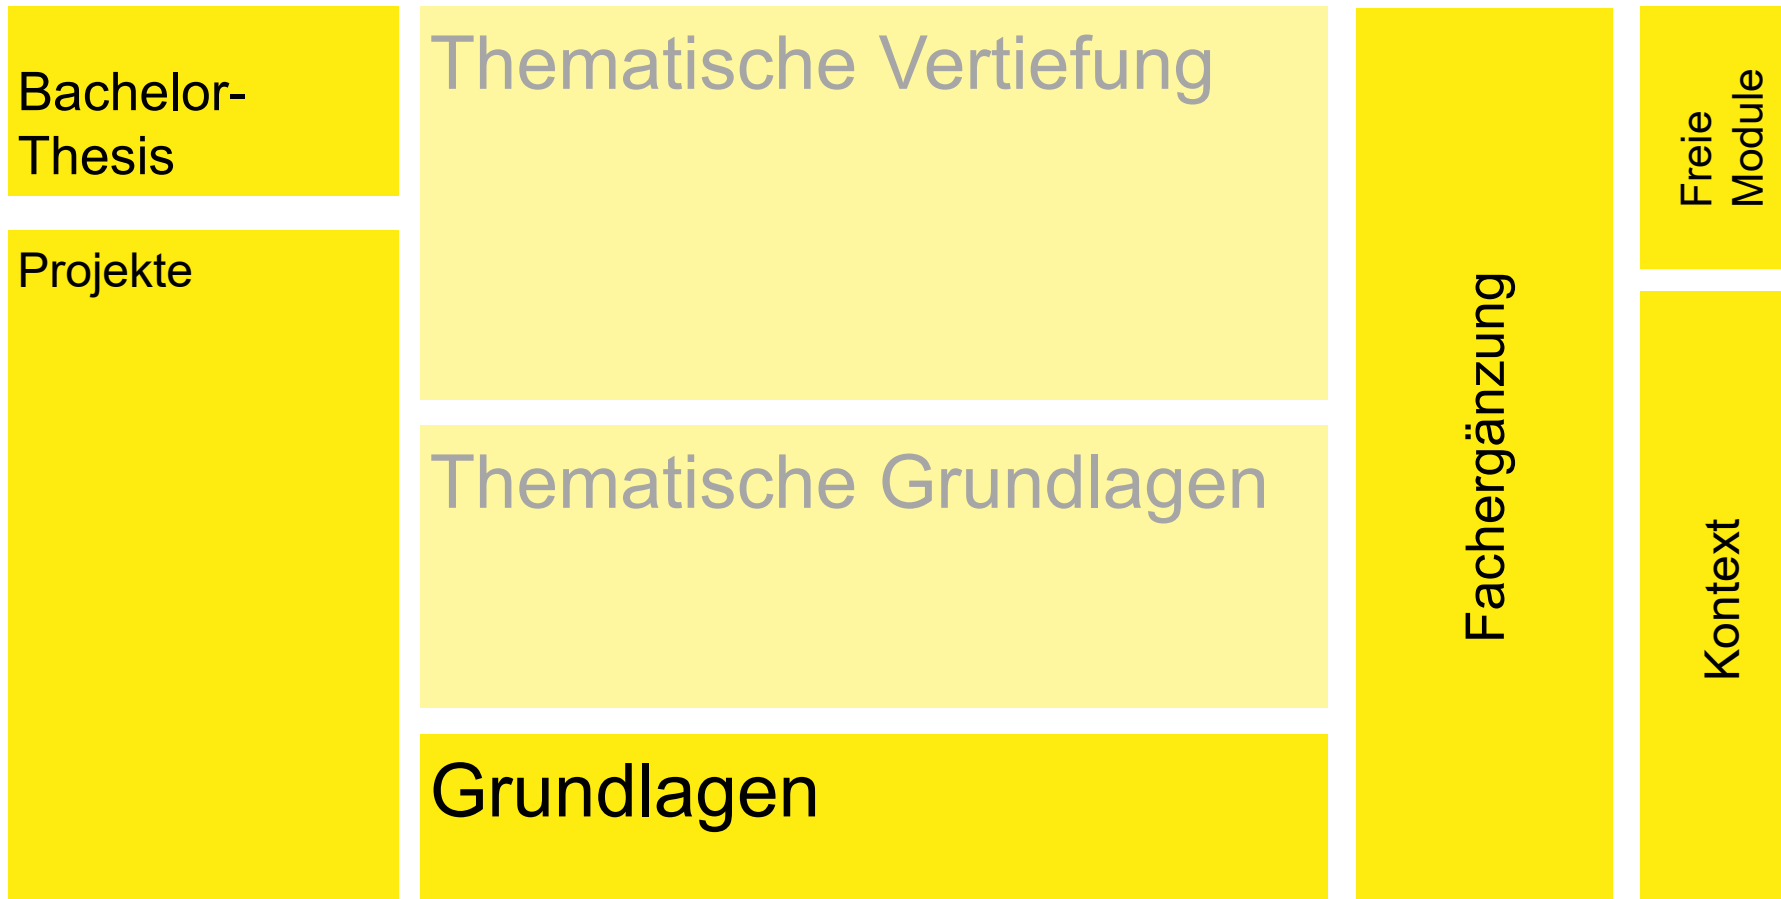 Bachelor-
Thesis
Projekte
Thematische Vertiefung
Thematische Grundlagen
Grundlagen
Fachergänzung
Freie
Module
Kontext